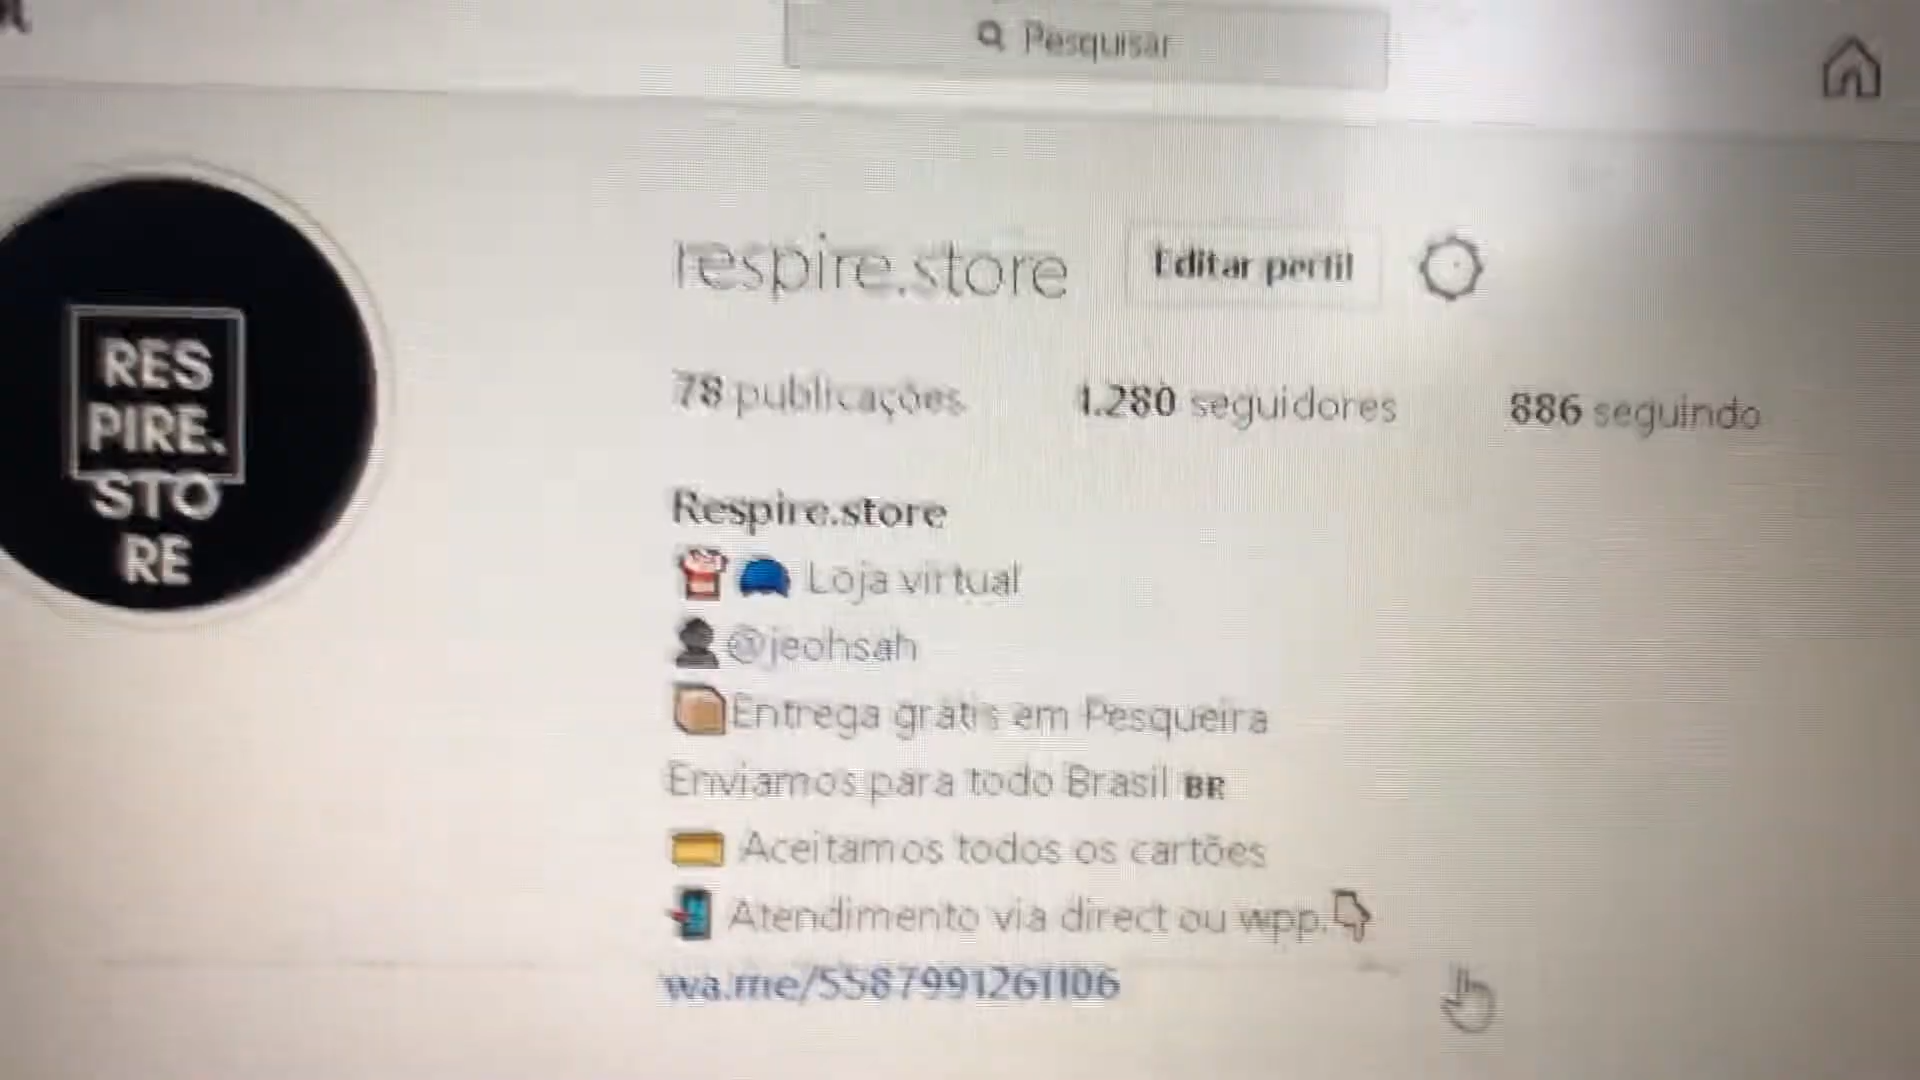 Pesquisar
respire.store Editar perfil
78 publicações 1.280 seguidores 886 seguindo
RES
PIRE.
STO
RE
Respire.store
Loja virtual
@jeohsah
Entrega grátis em Pesqueira
Enviamos para todo Brasil BR
Aceitamos todos os cartões
Atendimento via direct ou wpp.
wa.me/5587991261106